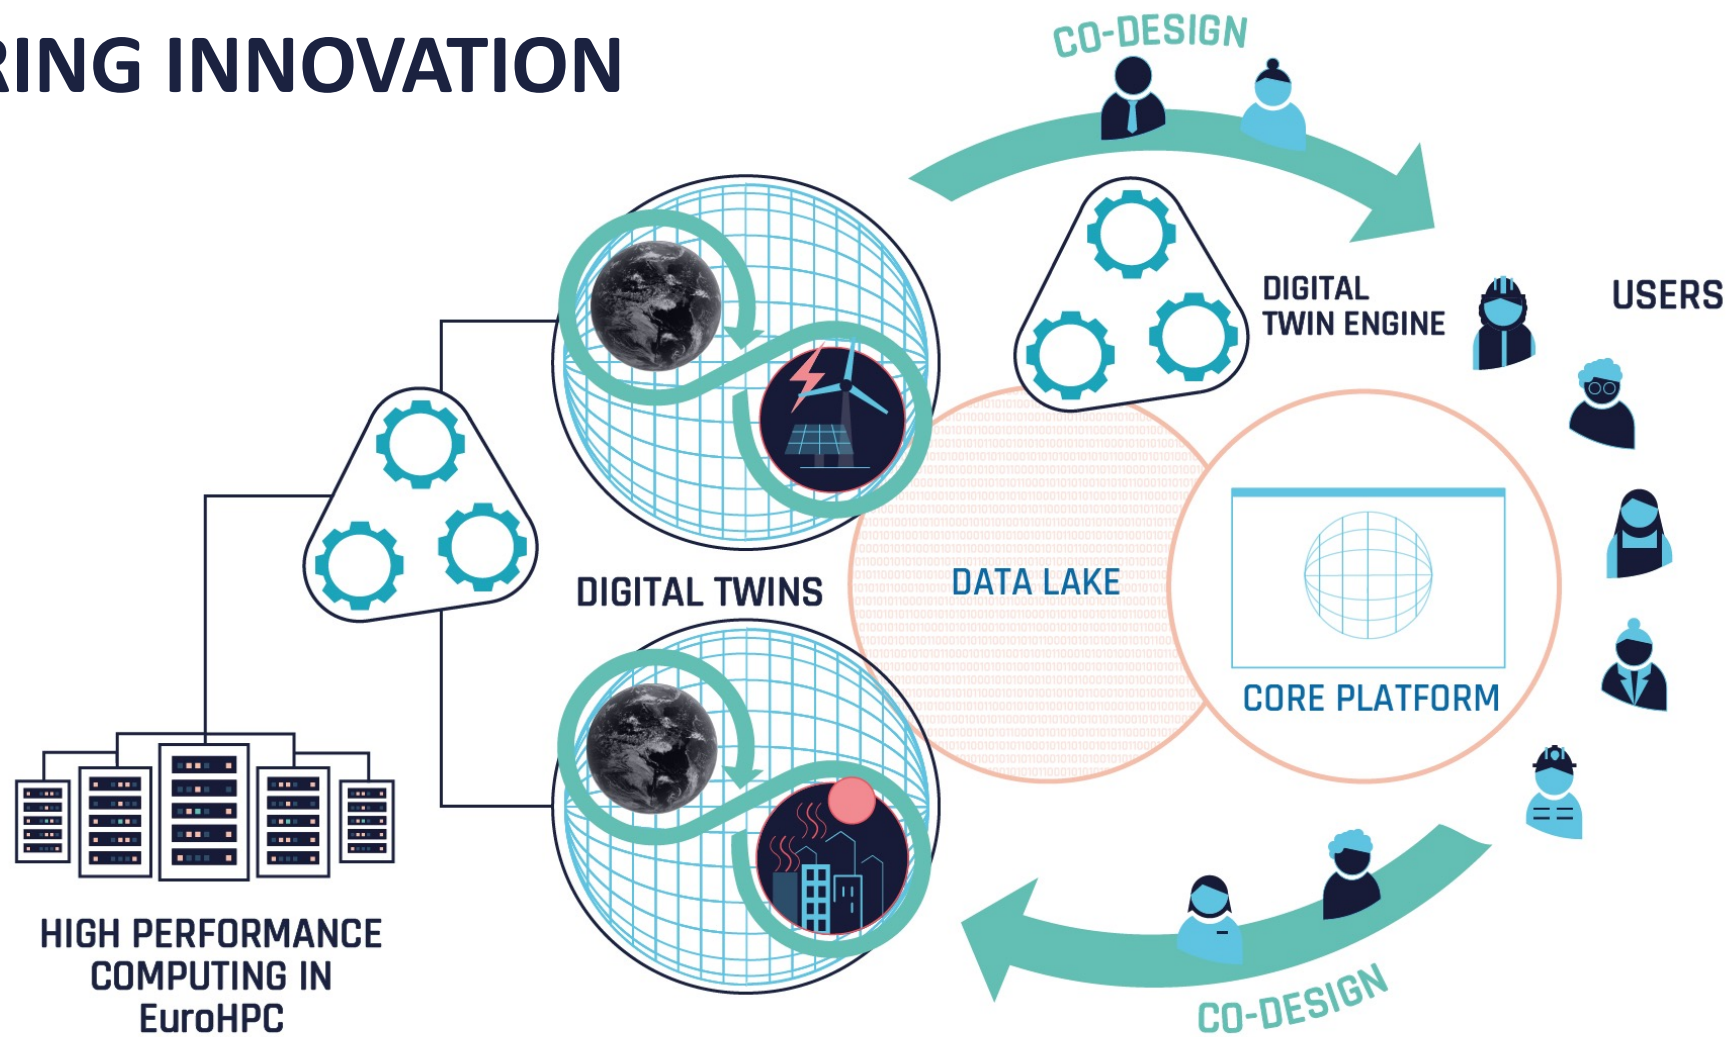 RING INNOVATION
CO-DESIGN
DIGITAL
TWIN ENGINE
USERS
DIGITAL TWINS
DATA LAKE
CORE PLATFORM
HIGH PERFORMANCE
COMPUTING IN
EuroHPC
CO-DESIGN